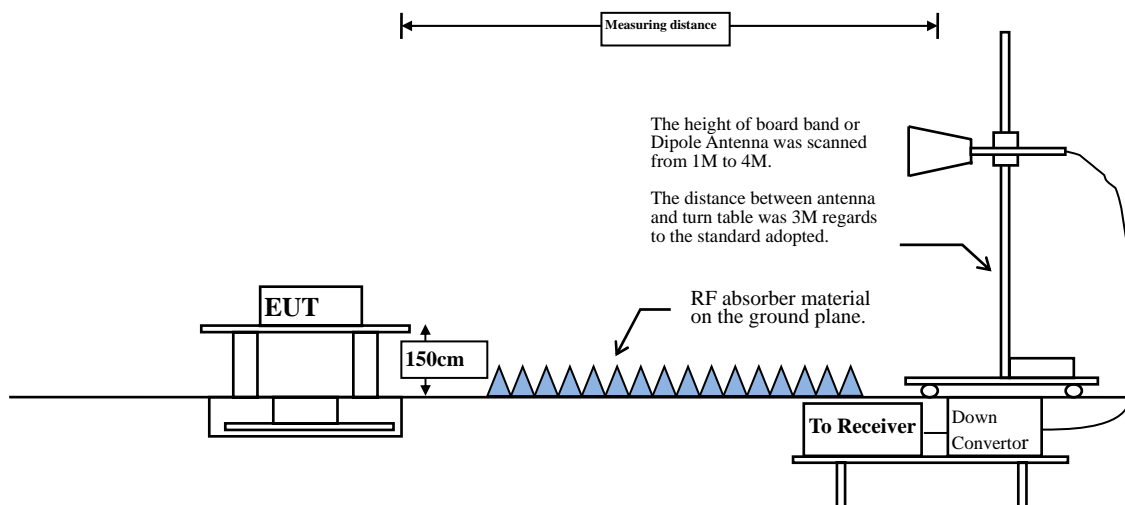 Measuring distance
The height of board band or
Dipole Antenna was scanned
from 1M to 4M.
The distance between antenna
and turn table was 3M regards
to the standard adopted.
EUT
RF absorber material
on the ground plane.
150cm
To Receiver
Down
Convertor